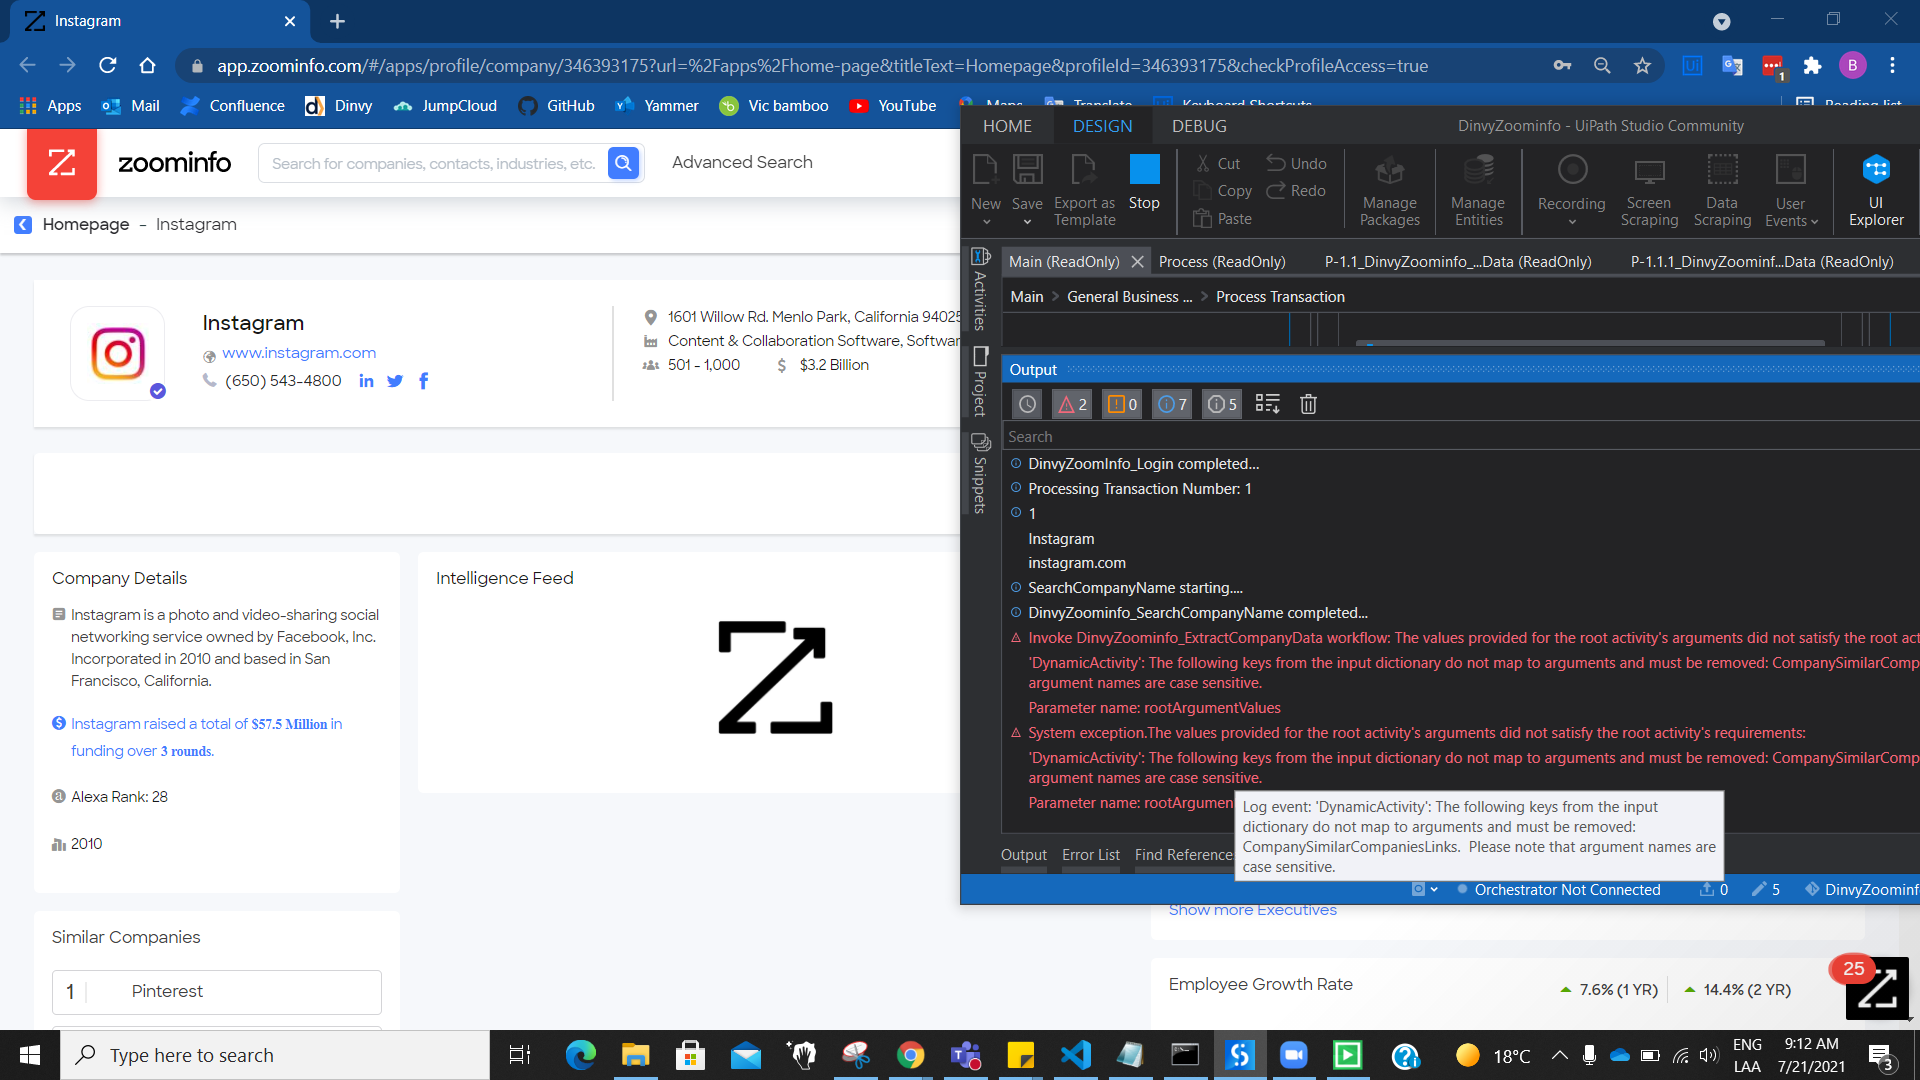 Instagram
app.zoominfo.com/#/apps/profile/company/346393175?url=%2Fapps%2Fhome-page&titleText=Homepage&profileId=346393175&checkProfileAccess=true
1
B
Apps
Mail
Confluence
Dinvy
JumpCloud
GitHub
Yammer
Vic bamboo
YouTube
Maps
Translate
Keyboard Shortcuts
Reading list
zoominfo
Search for companies, contacts, industries, etc.
Advanced Search
Homepage - Instagram
Instagram
www.instagram.com
(650) 543-4800
1601 Willow Rd. Menlo Park, California 94025
Content & Collaboration Software, Softwar
501 - 1,000
$ $3.2 Billion
Company Details
Instagram is a photo and video-sharing social
networking service owned by Facebook, Inc.
Incorporated in 2010 and based in San
Francisco, California.
Instagram raised a total of $57.5 Million in
funding over 3 rounds.
Alexa Rank: 28
2010
Intelligence Feed
Similar Companies
1 Pinterest
HOME
DESIGN
DEBUG
DinvyZoominfo - UiPath Studio Community
New
Save
Export as
Template
Stop
Cut
Copy
Paste
Undo
Redo
Manage
Packages
Manage
Entities
Recording
Screen
Scraping
Data
Scraping
User
Events
UI
Explorer
Activities
Project
Snippets
Main (ReadOnly)
Process (ReadOnly)
P-1.1_DinvyZoominfo_...Data (ReadOnly)
P-1.1.1_DinvyZoominf...Data (ReadOnly)
Main > General Business ... > Process Transaction
Output
2
0
7
5
Search
DinvyZoomInfo_Login completed...
Processing Transaction Number: 1
1
Instagram
instagram.com
SearchCompanyName starting....
DinvyZoominfo_SearchCompanyName completed...
Invoke DinvyZoominfo_ExtractCompanyData workflow: The values provided for the root activity's arguments did not satisfy the root act
'DynamicActivity': The following keys from the input dictionary do not map to arguments and must be removed: CompanySimilarComp
argument names are case sensitive.
Parameter name: rootArgumentValues
System exception.The values provided for the root activity's arguments did not satisfy the root activity's requirements:
'DynamicActivity': The following keys from the input dictionary do not map to arguments and must be removed: CompanySimilarComp
argument names are case sensitive.
Parameter name: rootArgumen
Log event: 'DynamicActivity': The following keys from the input
dictionary do not map to arguments and must be removed:
CompanySimilarCompaniesLinks. Please note that argument names are
case sensitive.
Output
Error List
Find Reference
Orchestrator Not Connected
0
5
DinvyZoominf
Show more Executives
Employee Growth Rate
7.6% (1 YR)
14.4% (2 YR)
25
Type here to search
18°C
ENG
LAA
9:12 AM
7/21/2021
3